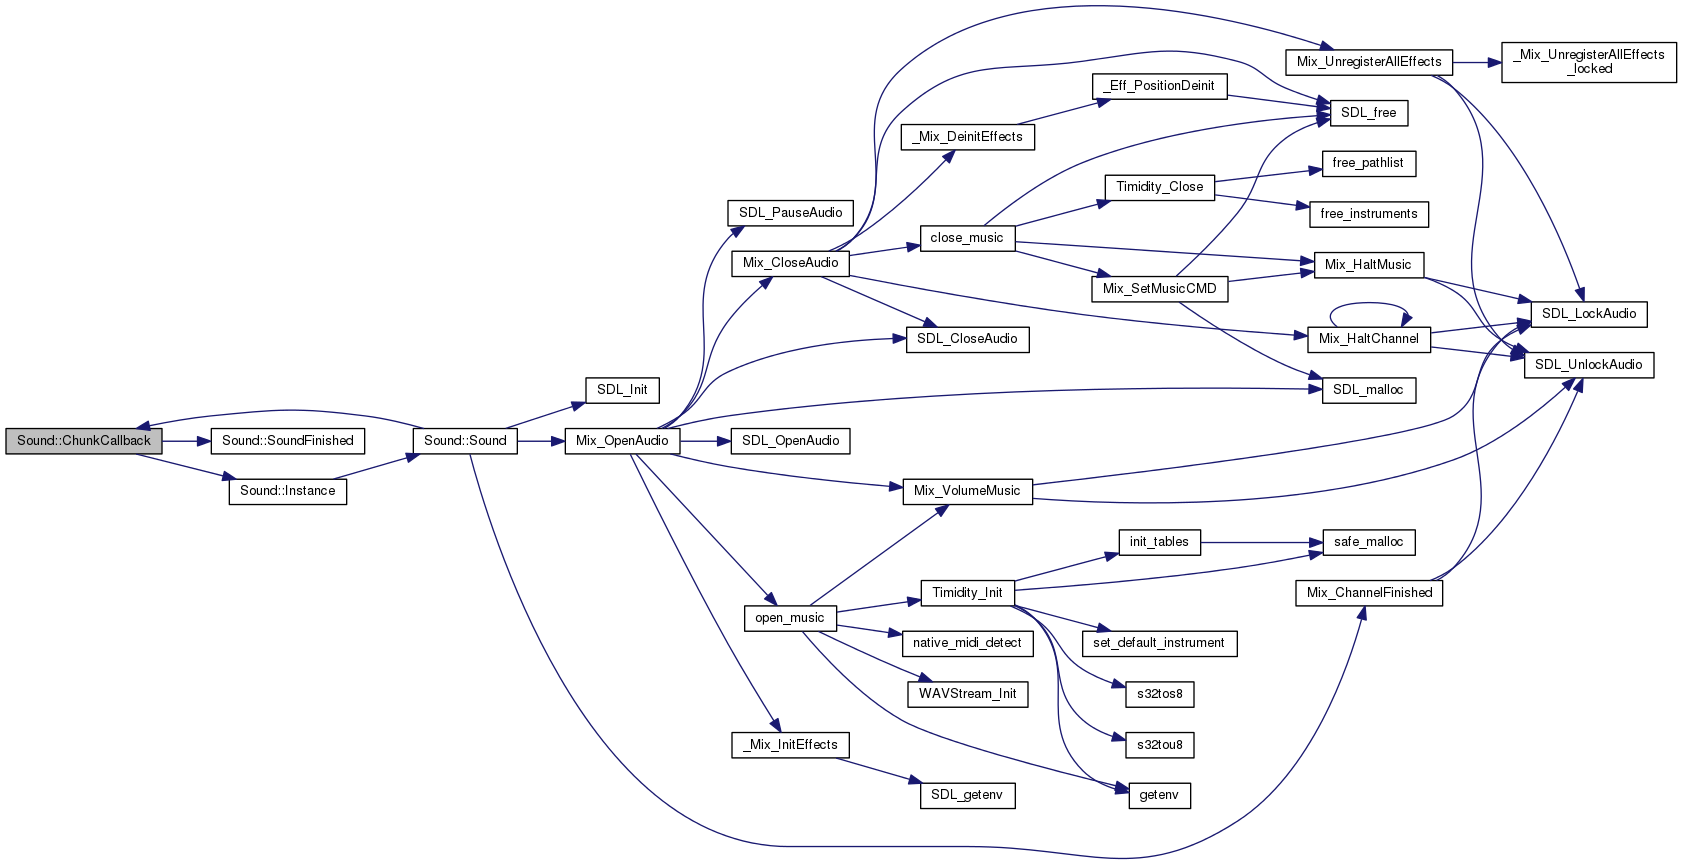 Sound::ChunkCallback
Sound::SoundFinished
Sound::Instance
Sound::Sound
SDL_Init
Mix_OpenAudio
SDL_PauseAudio
Mix_CloseAudio
SDL_OpenAudio
open_music
_Mix_InitEffects
_Mix_DeinitEffects
close_music
SDL_CloseAudio
Mix_VolumeMusic
Timidity_Init
native_midi_detect
WAVStream_Init
SDL_getenv
_Eff_PositionDeinit
Timidity_Close
Mix_SetMusicCMD
init_tables
set_default_instrument
s32tos8
s32tou8
getenv
Mix_UnregisterAllEffects
SDL_free
free_pathlist
free_instruments
Mix_HaltMusic
Mix_HaltChannel
SDL_malloc
safe_malloc
Mix_ChannelFinished
_Mix_UnregisterAllEffects
_locked
SDL_LockAudio
SDL_UnlockAudio